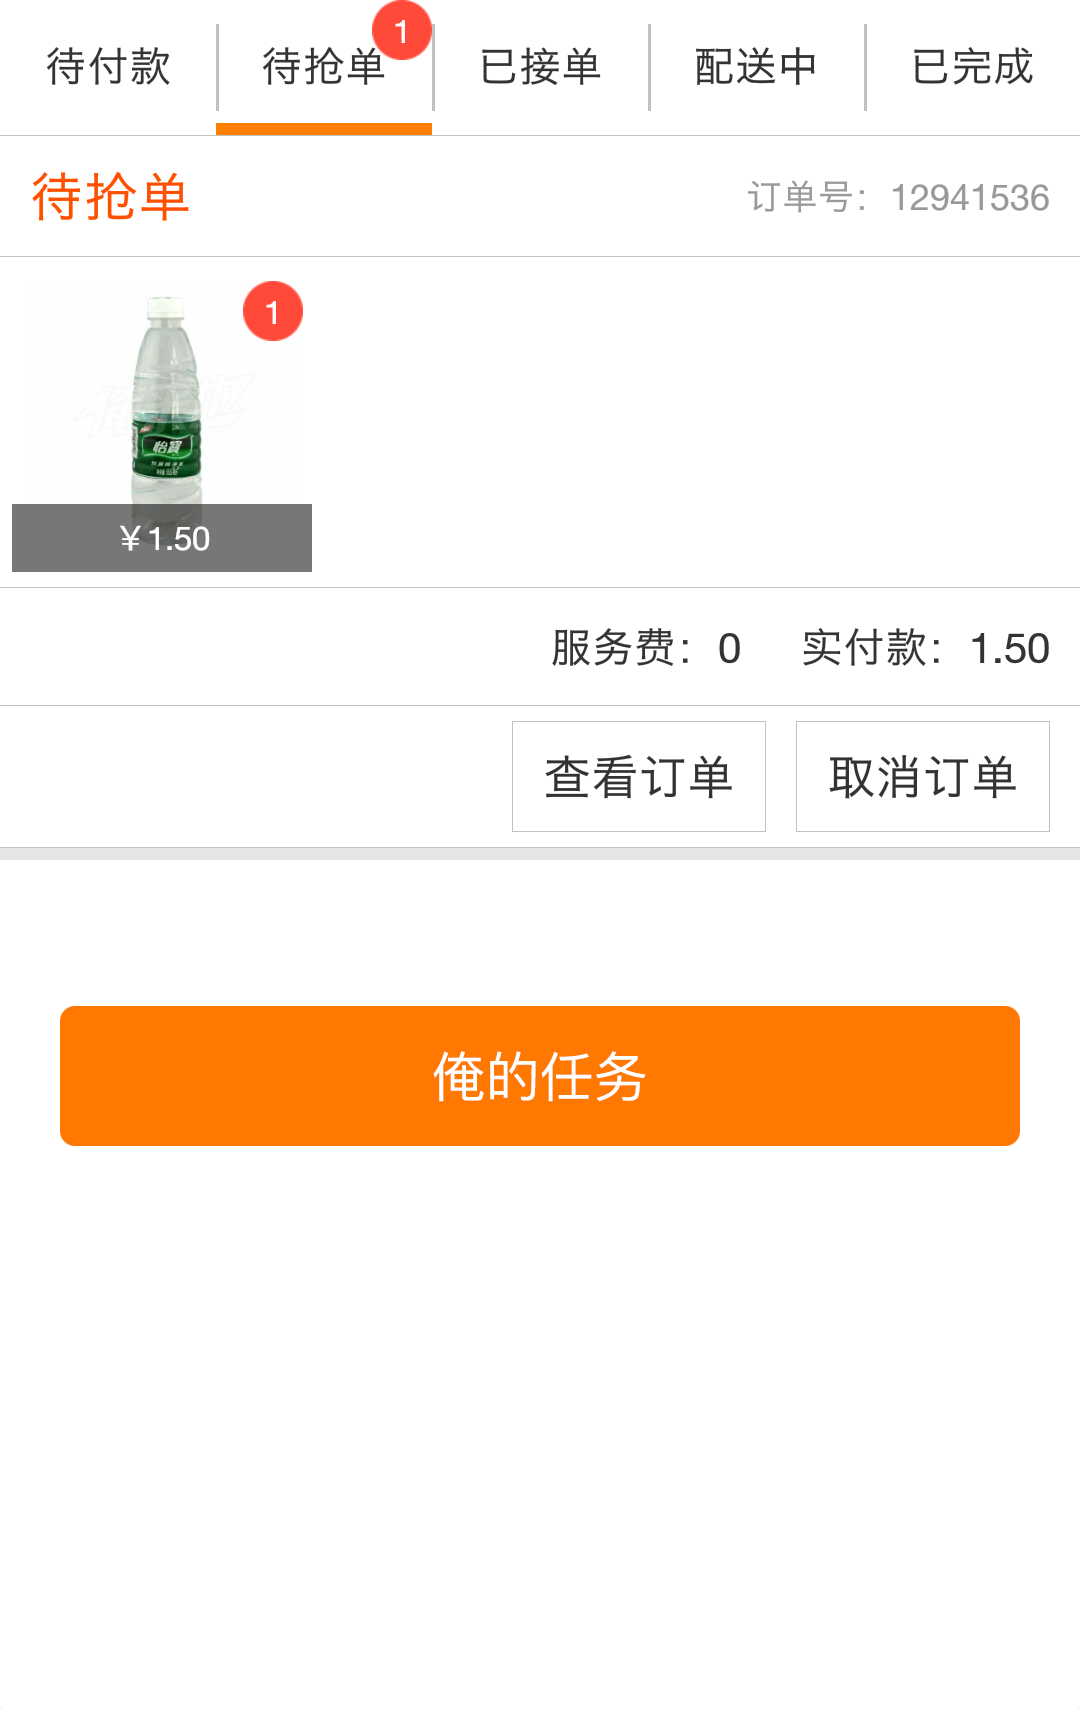 待付款 待抢单 1 已接单 配送中 已完成
待抢单 订单号：12941536
1
怡寶
￥1.50
服务费：0 实付款：1.50
查看订单 取消订单
俺的任务